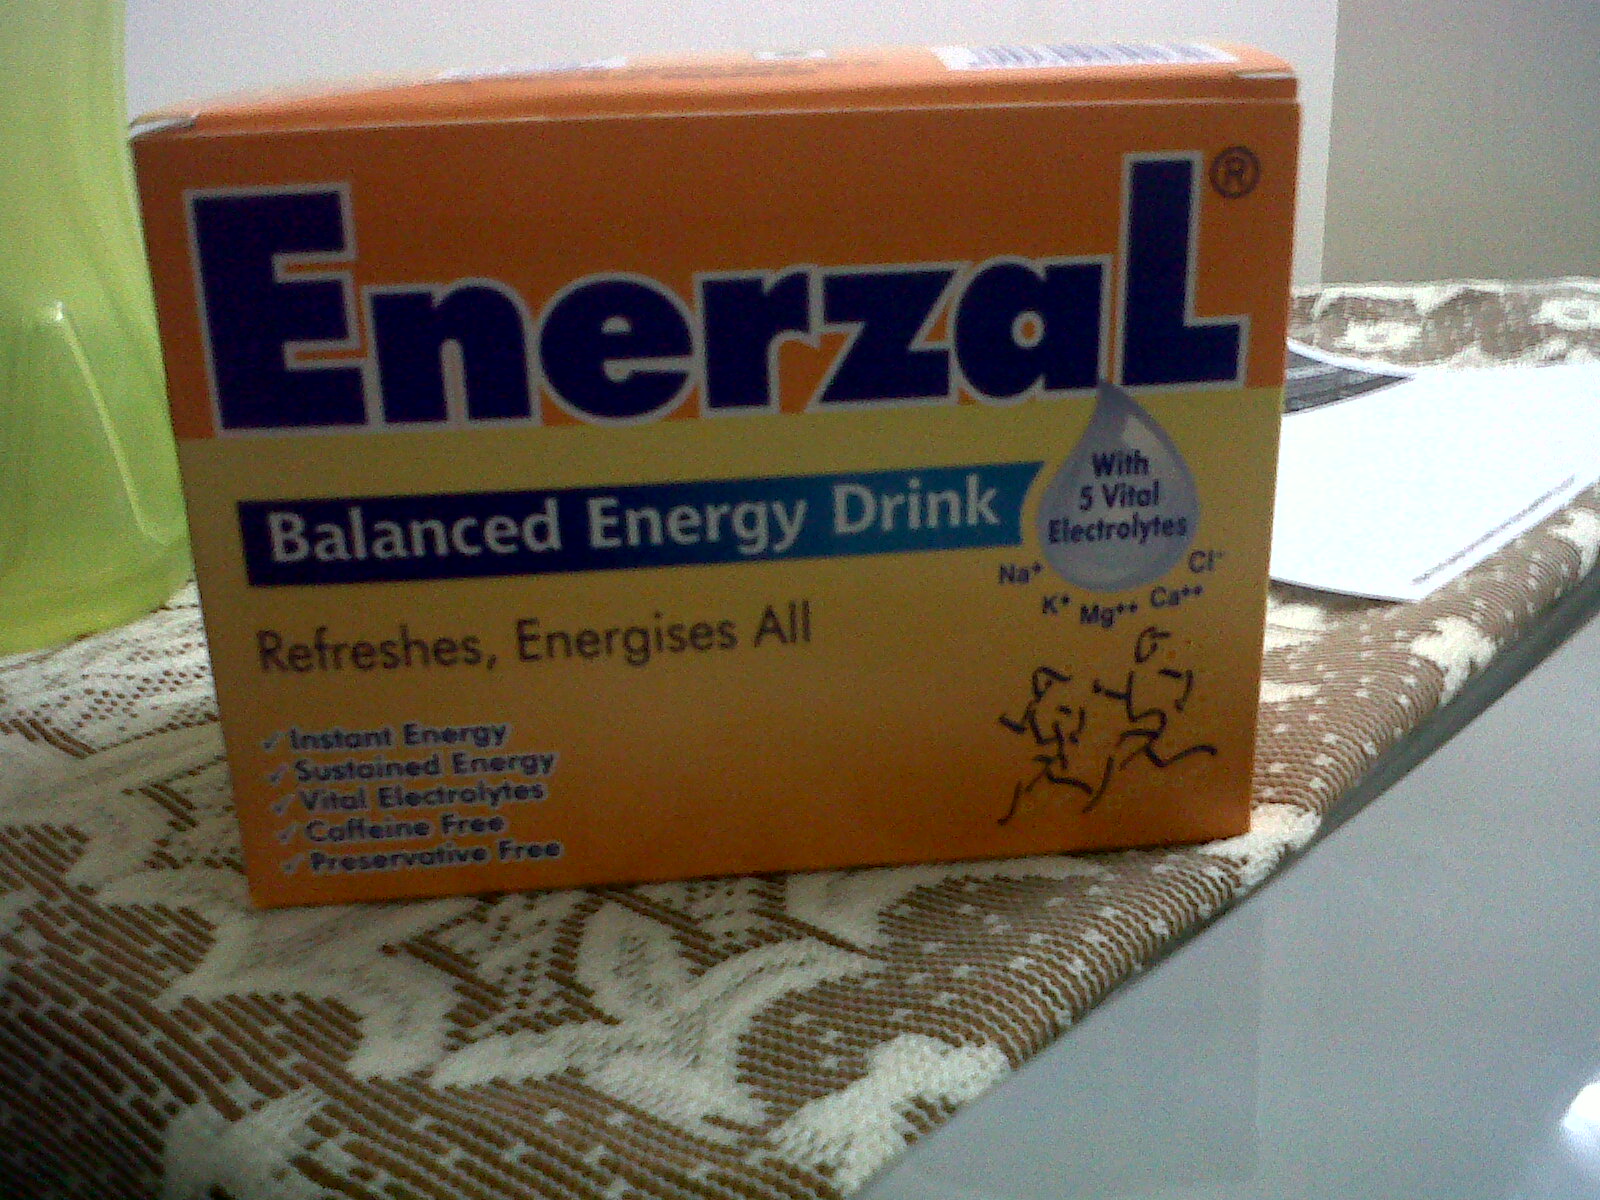 Enerzal®
Balanced Energy Drink
With
5 Vital
Electrolytes
Na+ K+ Mg++ Ca++ Cl-
Refreshes, Energises All
✓ Instant Energy
✓ Sustained Energy
✓ Vital Electrolytes
✓ Caffeine Free
✓ Preservative Free